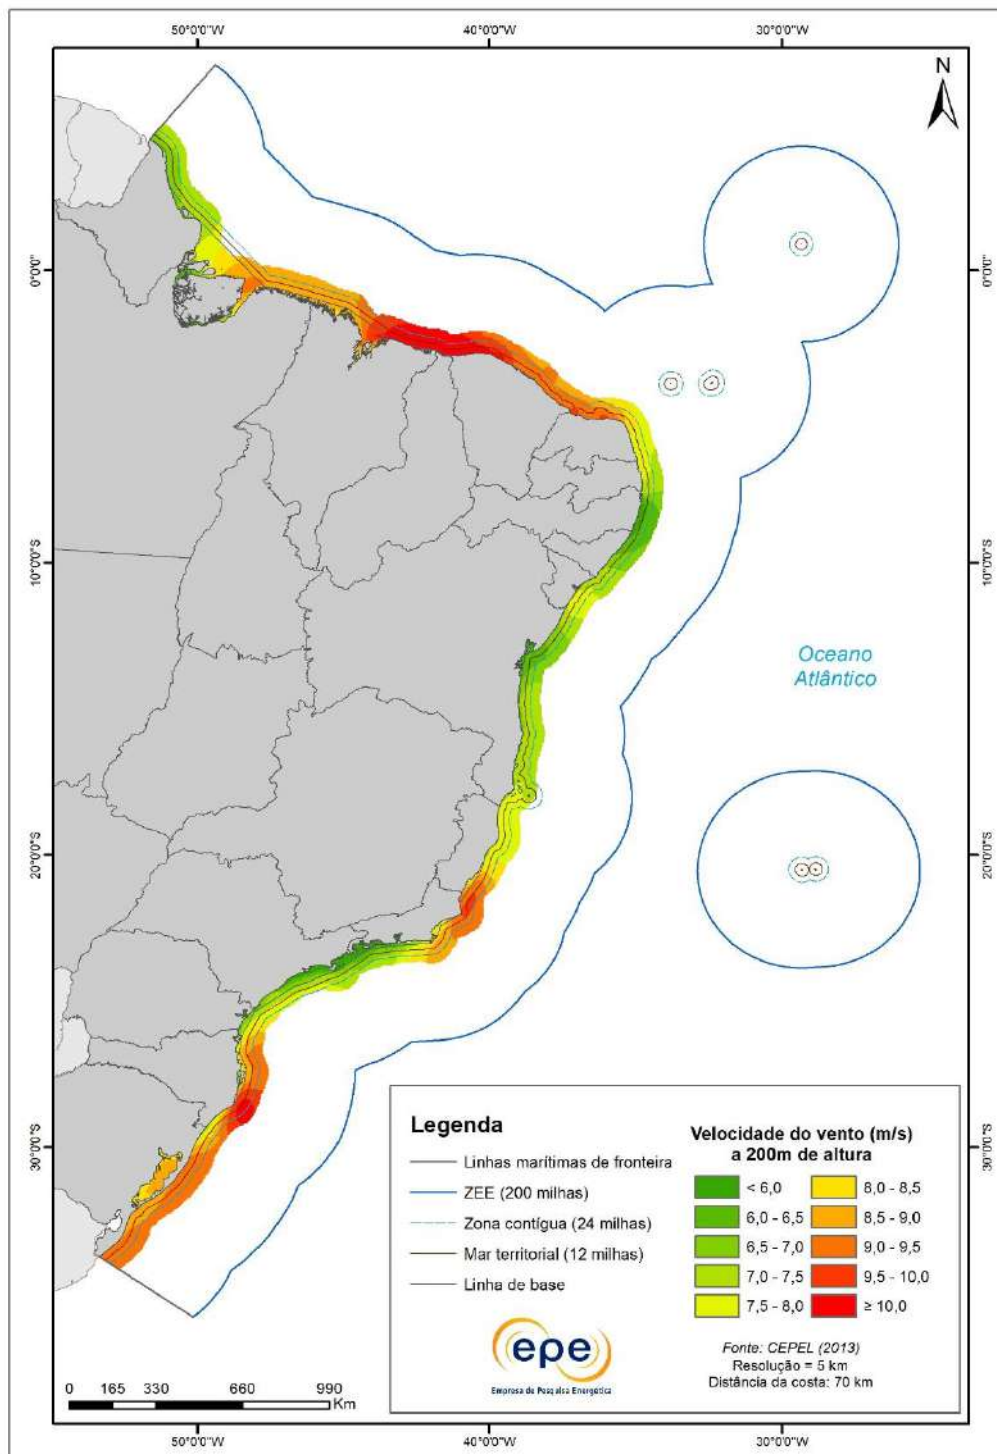 50°0'0"W 40°0'0"W 30°0'0"W
N
0°0'0" 0°0'0"
10°0'0"S 10°0'0"S
Oceano
Atlântico
20°0'0"S 20°0'0"S
30°0'0"S 30°0'0"S
Legenda
Linhas marítimas de fronteira
ZEE (200 milhas)
Zona contígua (24 milhas)
Mar territorial (12 milhas)
Linha de base
Velocidade do vento (m/s)
a 200m de altura
< 6,0 8,0 - 8,5
6,0 - 6,5 8,5 - 9,0
6,5 - 7,0 9,0 - 9,5
7,0 - 7,5 9,5 - 10,0
7,5 - 8,0 ≥ 10,0
epe
Empresa de Pesquisa Energética
Fonte: CEPEL (2013)
Resolução = 5 km
Distância da costa: 70 km
0 165 330 660 990
Km
50°0'0"W 40°0'0"W 30°0'0"W